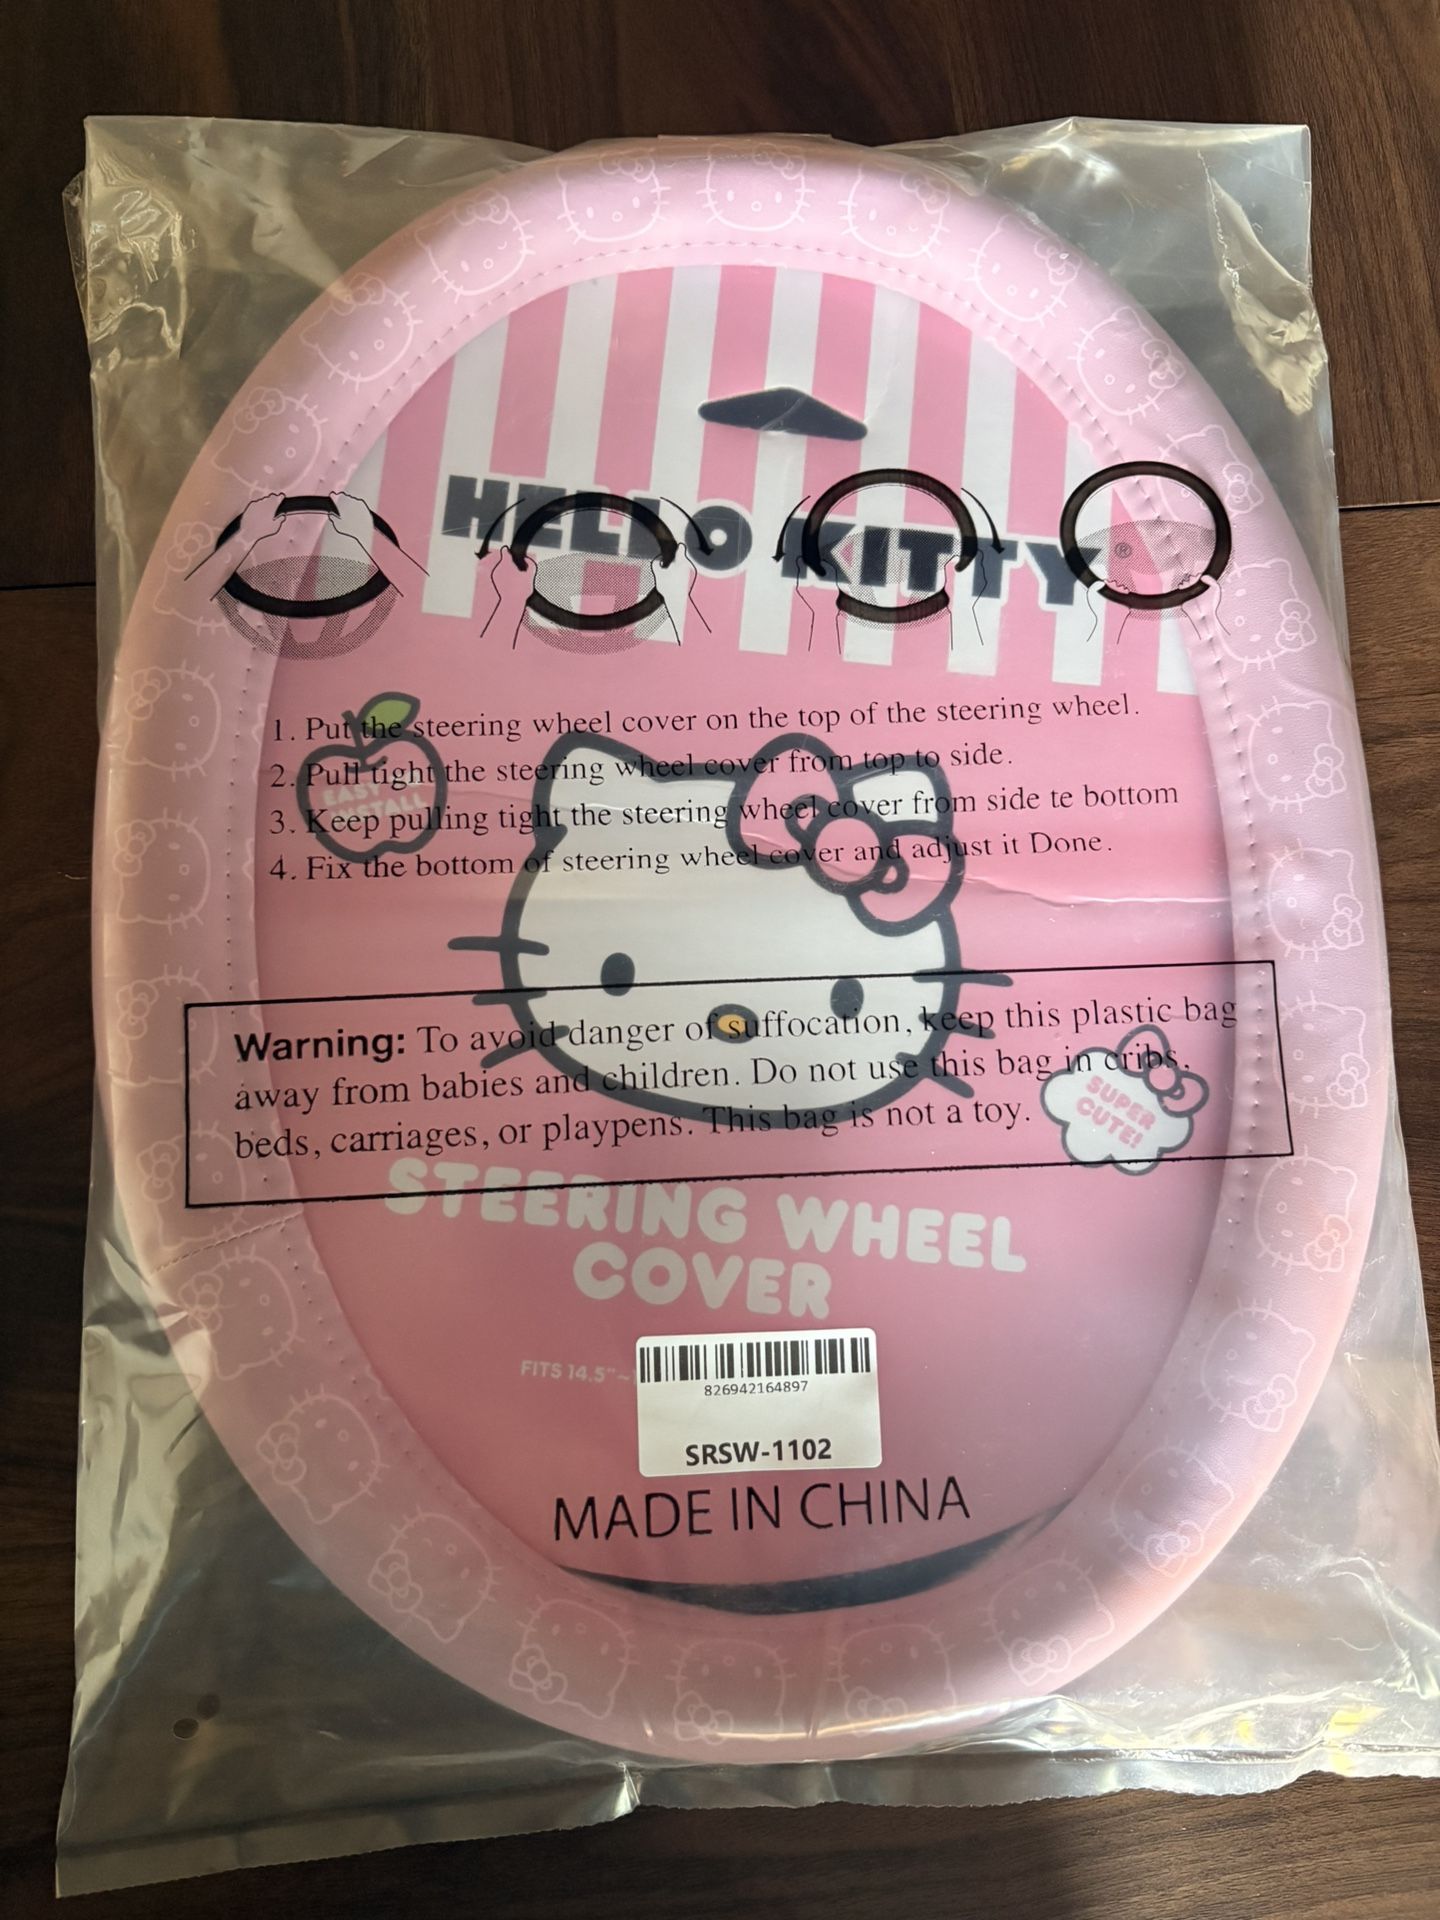 HELLO KITTY®
1. Put the steering wheel cover on the top of the steering wheel.
2. Pull tight the steering wheel cover from top to side.
3. Keep pulling tight the steering wheel cover from side te bottom
4. Fix the bottom of steering wheel cover and adjust it Done.
EASY
INSTALL
Warning: To avoid danger of suffocation, keep this plastic bag
away from babies and children. Do not use this bag in cribs,
beds, carriages, or playpens. This bag is not a toy.
SUPER
CUTE!
STEERING WHEEL
COVER
FITS 14.5"~
826942164897
SRSW-1102
MADE IN CHINA